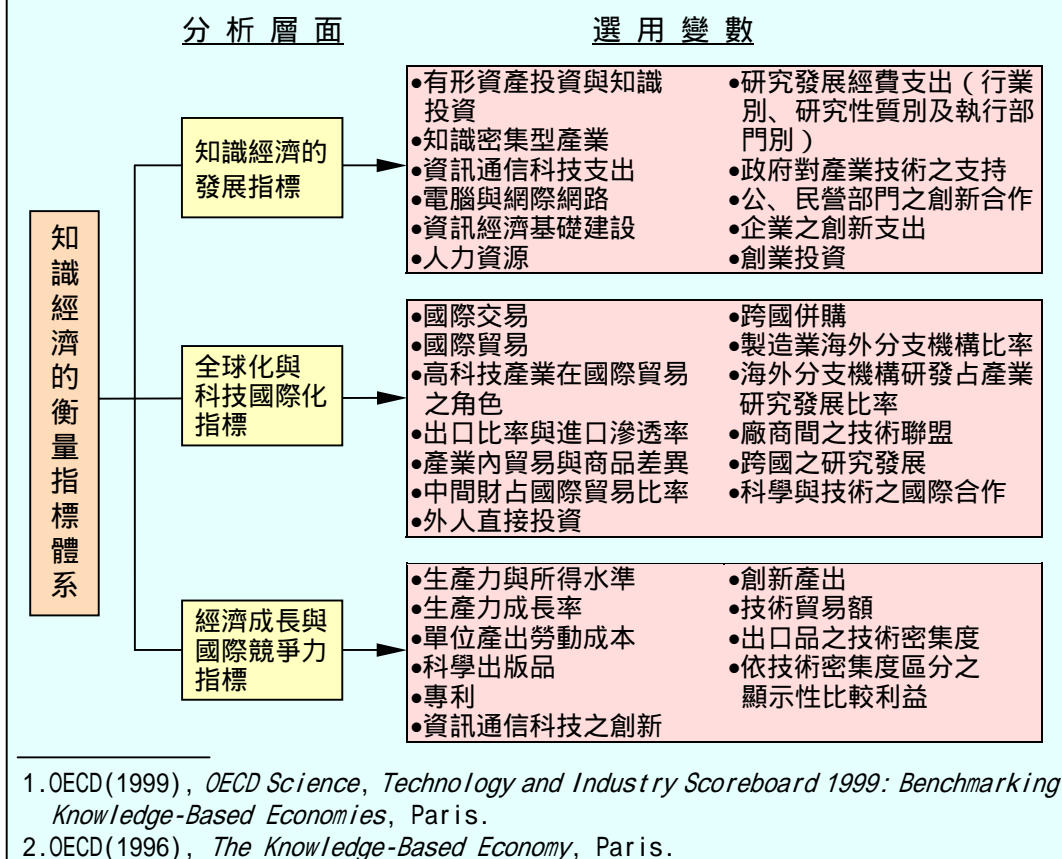 分 析 層 面
選 用 變 數
知識經濟的衡量指標體系
知識經濟的
發展指標
•有形資產投資與知識
投資
•知識密集型產業
•資訊通信科技支出
•電腦與網際網路
•資訊經濟基礎建設
•人力資源
•研究發展經費支出（行業
別、研究性質別及執行部
門別）
•政府對產業技術之支持
•公、民營部門之創新合作
•企業之創新支出
•創業投資
全球化與
科技國際化
指標
•國際交易
•國際貿易
•高科技產業在國際貿易
之角色
•出口比率與進口滲透率
•產業內貿易與商品差異
•中間財占國際貿易比率
•外人直接投資
•跨國併購
•製造業海外分支機構比率
•海外分支機構研發占產業
研究發展比率
•廠商間之技術聯盟
•跨國之研究發展
•科學與技術之國際合作
經濟成長與
國際競爭力
指標
•生產力與所得水準
•生產力成長率
•單位產出勞動成本
•科學出版品
•專利
•資訊通信科技之創新
•創新產出
•技術貿易額
•出口品之技術密集度
•依技術密集度區分之
顯示性比較利益
1.OECD(1999), OECD Science, Technology and Industry Scoreboard 1999: Benchmarking
Knowledge-Based Economies, Paris.
2.OECD(1996), The Knowledge-Based Economy, Paris.